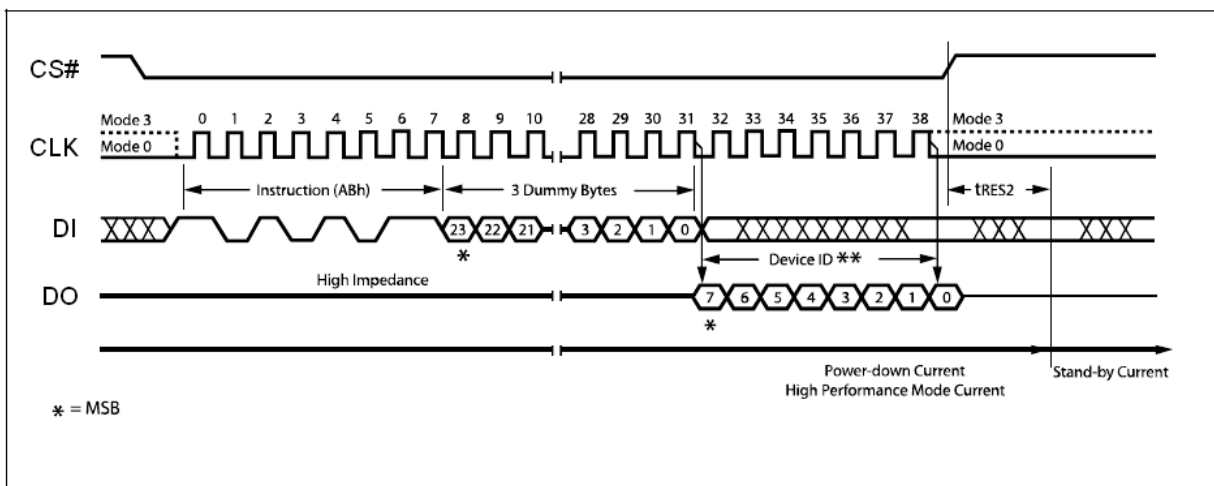 CS#
Mode 3 0 1 2 3 4 5 6 7 8 9 10 28 29 30 31 32 33 34 35 36 37 38 Mode 3
CLK Mode 0 Mode 0
Instruction (ABh) 3 Dummy Bytes tRES2
DI 23 22 21 3 2 1 0
* Device ID **
High Impedance
DO 7 6 5 4 3 2 1 0
*
Power-down Current Stand-by Current
High Performance Mode Current
* = MSB